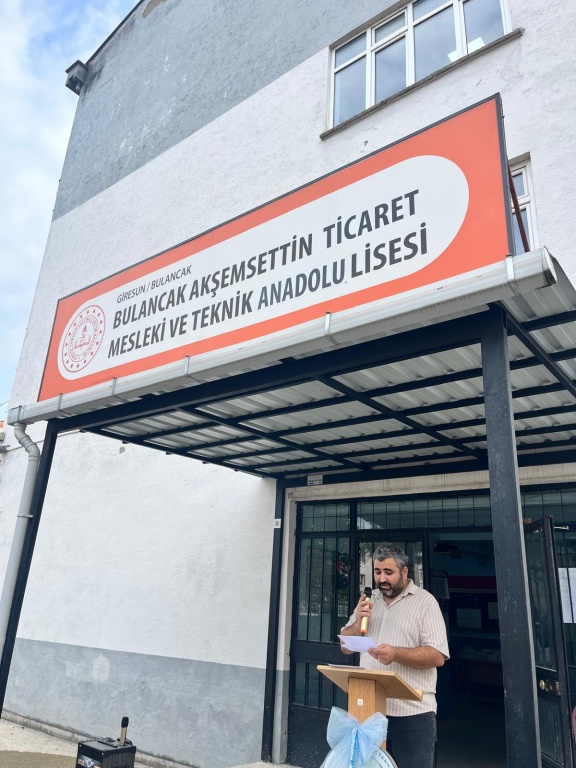 GİRESUN / BULANCAK
BULANCAK AKŞEMSETTİN TİCARET
MESLEKİ VE TEKNİK ANADOLU LİSESİ